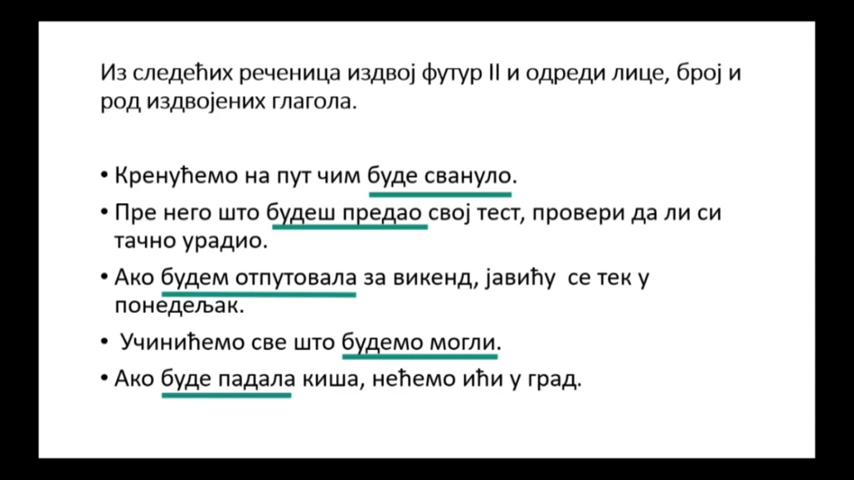 Из следећих реченица издвој футур II и одреди лице, број и
род издвојених глагола.
• Кренућемо на пут чим буде свануло.
• Пре него што будеш предао свој тест, провери да ли си
тачно урадио.
• Ако будем отпутовала за викенд, јавићу се тек у
понедељак.
• Учинићемо све што будемо могли.
• Ако буде падала киша, нећемо ићи у град.